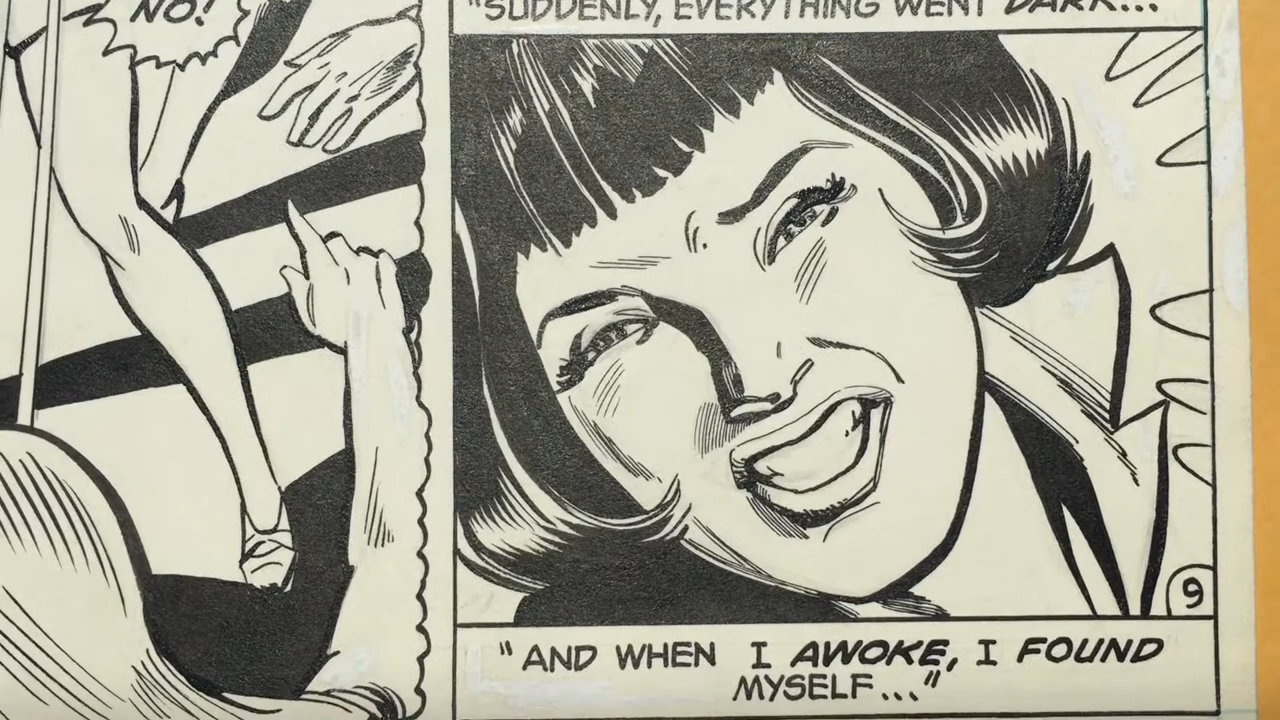 NO!
"SUDDENLY, EVERYTHING WENT DARK...
9
"AND WHEN I AWOKE, I FOUND
MYSELF..."